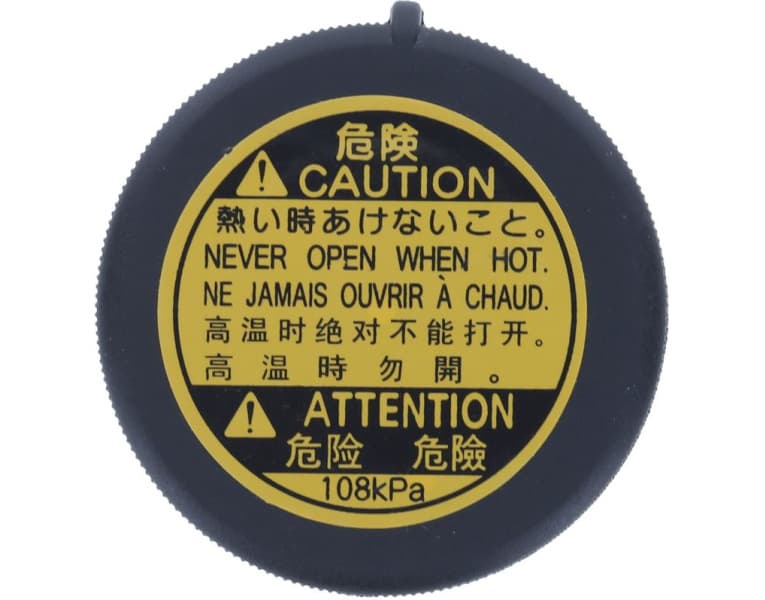 危険
CAUTION
熱い時あけないこと。
NEVER OPEN WHEN HOT.
NE JAMAIS OUVRIR À CHAUD.
高温时绝对不能打开。
高温時勿開。
ATTENTION
危险 危險
108kPa